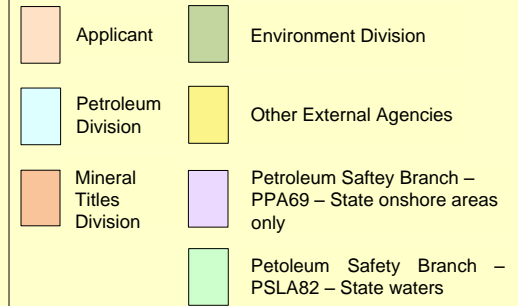 Applicant
Environment Division
Petroleum
Division
Other External Agencies
Mineral
Titles
Division
Petroleum Saftey Branch –
PPA69 – State onshore areas
only
Petoleum Safety Branch –
PSLA82 – State waters